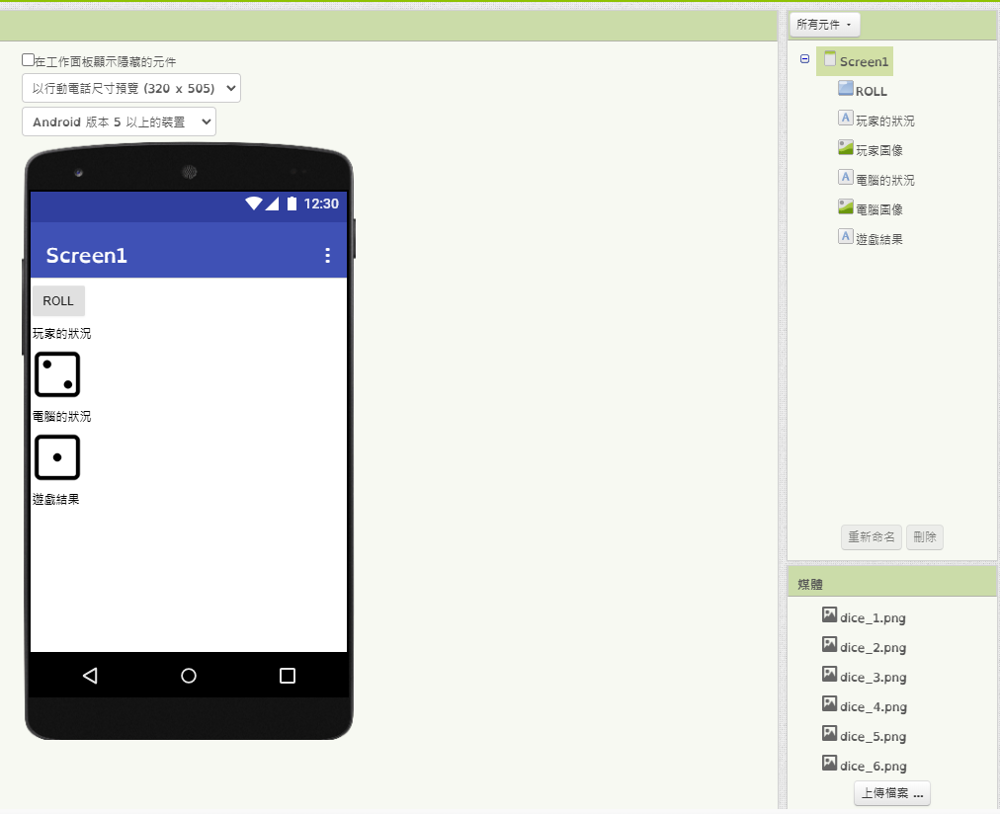 在工作面板顯示隱藏的元件
以行動電話尺寸預覽 (320 x 505)
Android 版本 5 以上的裝置
12:30
Screen1
ROLL
玩家的狀況
電腦的狀況
遊戲結果
所有元件
Screen1
ROLL
玩家的狀況
玩家圖像
電腦的狀況
電腦圖像
遊戲結果
重新命名 刪除
媒體
dice_1.png
dice_2.png
dice_3.png
dice_4.png
dice_5.png
dice_6.png
上傳檔案 ...